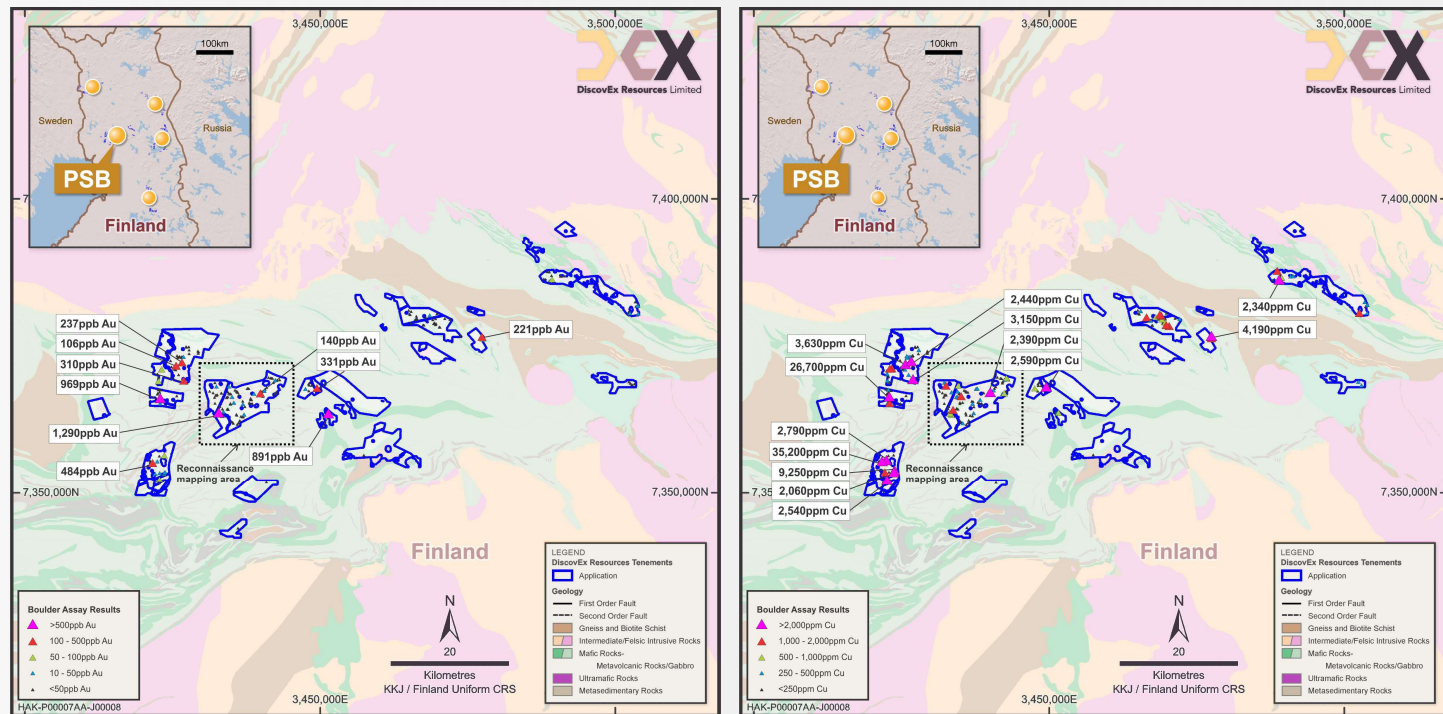 3,450,000E
3,500,000E
100km
Sweden
Russia
PSB
Finland
DCX
DiscovEx Resources Limited
7,400,000N
237ppb Au
106ppb Au
310ppb Au
969ppb Au
1,290ppb Au
484ppb Au
140ppb Au
331ppb Au
221ppb Au
891ppb Au
Reconnaissance
mapping area
7,350,000N
7,350,000N
Finland
N
20
Kilometres
KKJ / Finland Uniform CRS
3,450,000E
Boulder Assay Results
>500ppb Au
100 - 500ppb Au
50 - 100ppb Au
10 - 50ppb Au
<50ppb Au
HAK-P00007AA-J00008
LEGEND
DiscovEx Resources Tenements
Application
Geology
First Order Fault
Second Order Fault
Gneiss and Biotite Schist
Intermediate/Felsic Intrusive Rocks
Mafic Rocks-
Metavolcanic Rocks/Gabbro
Ultramafic Rocks
Metasedimentary Rocks
3,450,000E
3,500,000E
100km
Sweden
Russia
PSB
Finland
DCX
DiscovEx Resources Limited
7,400,000N
2,440ppm Cu
3,150ppm Cu
2,390ppm Cu
2,590ppm Cu
2,340ppm Cu
4,190ppm Cu
3,630ppm Cu
26,700ppm Cu
2,790ppm Cu
35,200ppm Cu
9,250ppm Cu
2,060ppm Cu
2,540ppm Cu
Reconnaissance
mapping area
7,350,000N
Finland
N
20
Kilometres
KKJ / Finland Uniform CRS
3,450,000E
Boulder Assay Results
>2,000ppm Cu
1,000 - 2,000ppm Cu
500 - 1,000ppm Cu
250 - 500ppm Cu
<250ppm Cu
HAK-P00007AA-J00008
LEGEND
DiscovEx Resources Tenements
Application
Geology
First Order Fault
Second Order Fault
Gneiss and Biotite Schist
Intermediate/Felsic Intrusive Rocks
Mafic Rocks-
Metavolcanic Rocks/Gabbro
Ultramafic Rocks
Metasedimentary Rocks